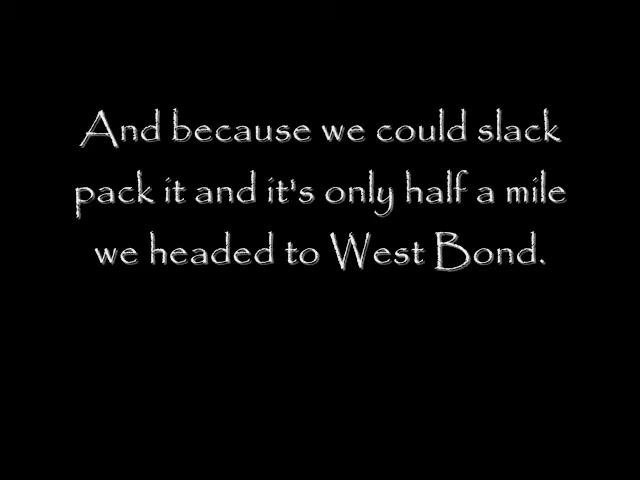 And because we could slack
pack it and it's only half a mile
we headed to West Bond.